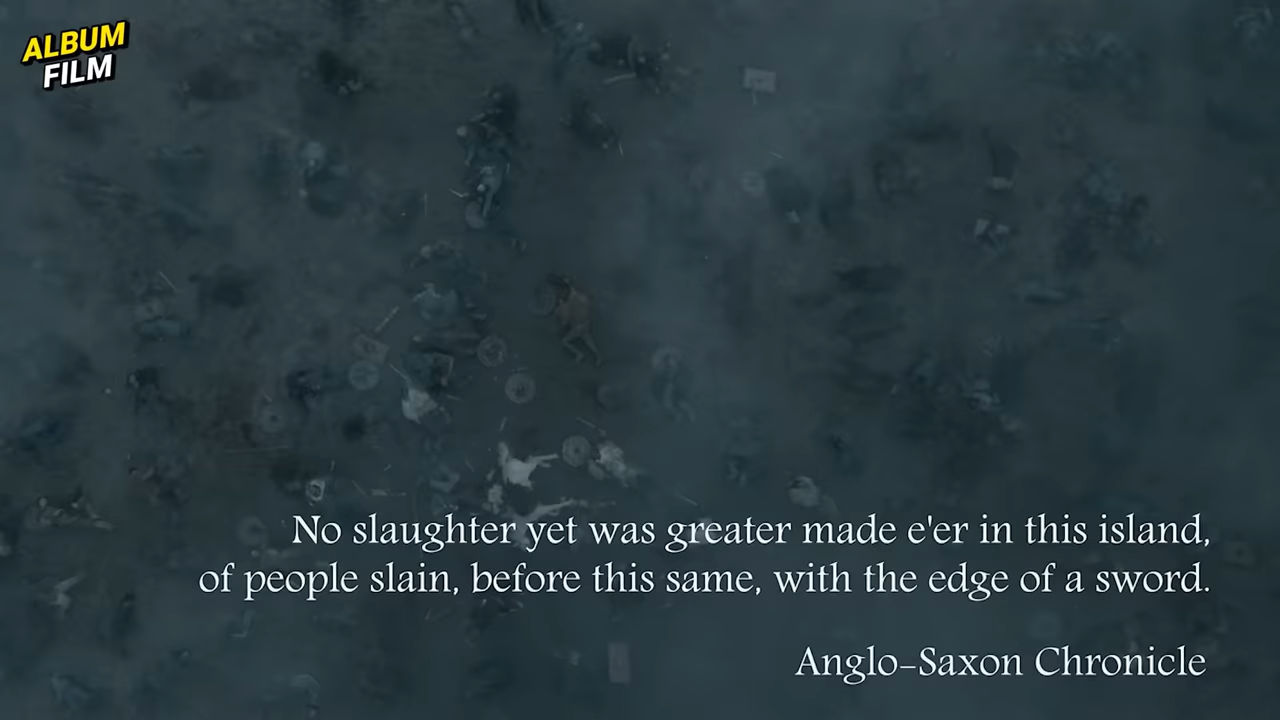 ALBUM
FILM
No slaughter yet was greater made e'er in this island,
of people slain, before this same, with the edge of a sword.
Anglo-Saxon Chronicle